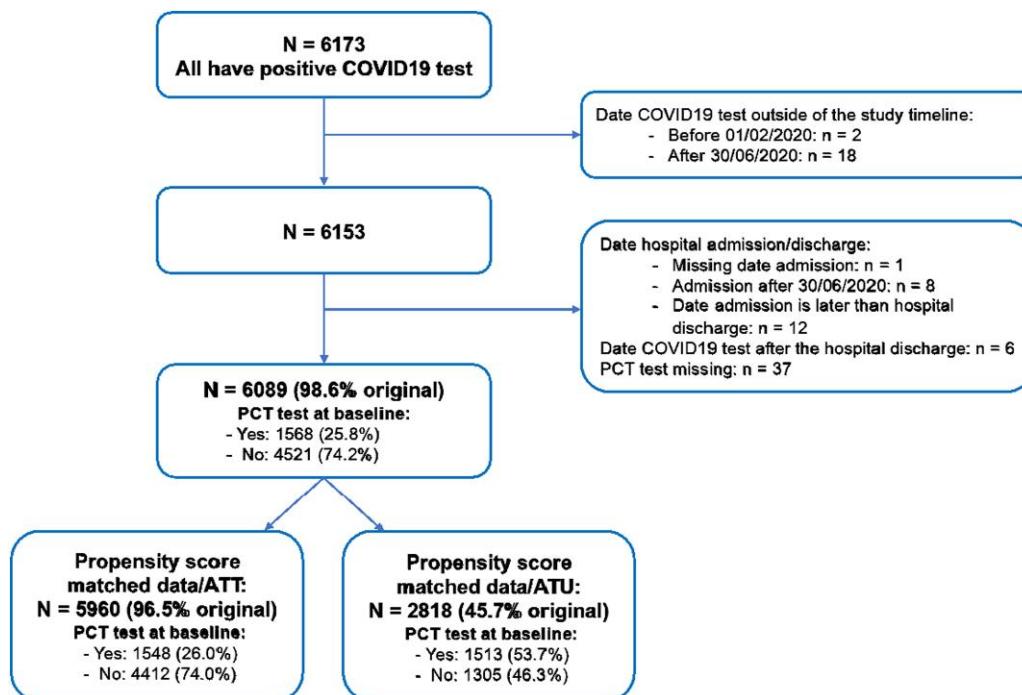 N = 6173
All have positive COVID19 test
Date COVID19 test outside of the study timeline:
- Before 01/02/2020: n = 2
- After 30/06/2020: n = 18
N = 6153
Date hospital admission/discharge:
- Missing date admission: n = 1
- Admission after 30/06/2020: n = 8
- Date admission is later than hospital
discharge: n = 12
Date COVID19 test after the hospital discharge: n = 6
PCT test missing: n = 37
N = 6089 (98.6% original)
PCT test at baseline:
- Yes: 1568 (25.8%)
- No: 4521 (74.2%)
Propensity score
matched data/ATT:
N = 5960 (96.5% original)
PCT test at baseline:
- Yes: 1548 (26.0%)
- No: 4412 (74.0%)
Propensity score
matched data/ATU:
N = 2818 (45.7% original)
PCT test at baseline:
- Yes: 1513 (53.7%)
- No: 1305 (46.3%)